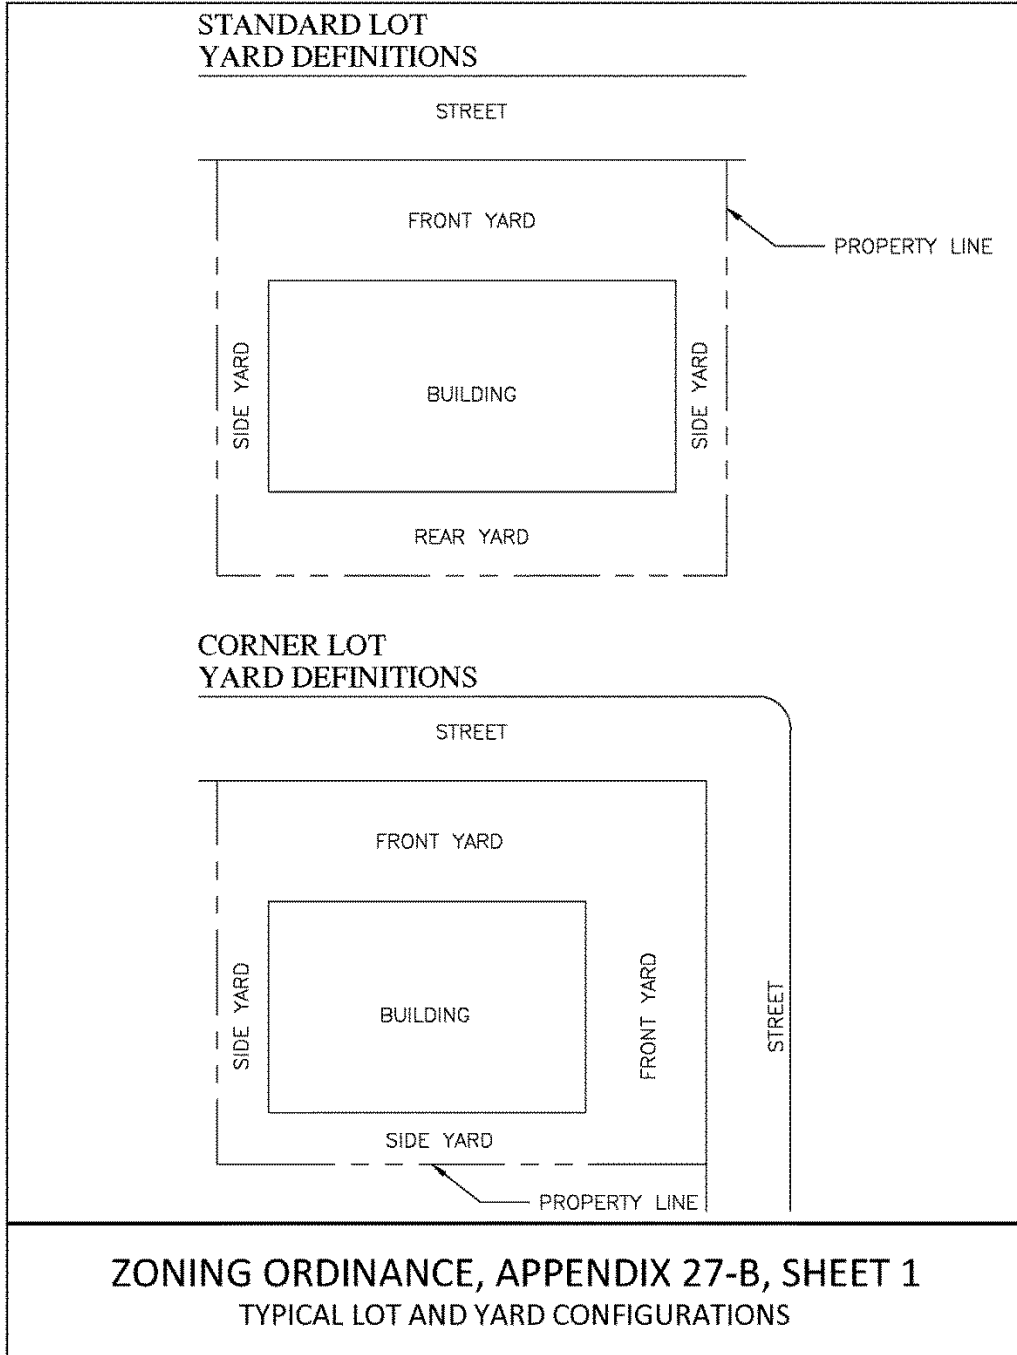 STANDARD LOT
YARD DEFINITIONS
STREET
FRONT YARD
PROPERTY LINE
SIDE YARD
BUILDING
SIDE YARD
REAR YARD
CORNER LOT
YARD DEFINITIONS
STREET
FRONT YARD
SIDE YARD
BUILDING
FRONT YARD
STREET
SIDE YARD
PROPERTY LINE
ZONING ORDINANCE, APPENDIX 27-B, SHEET 1
TYPICAL LOT AND YARD CONFIGURATIONS